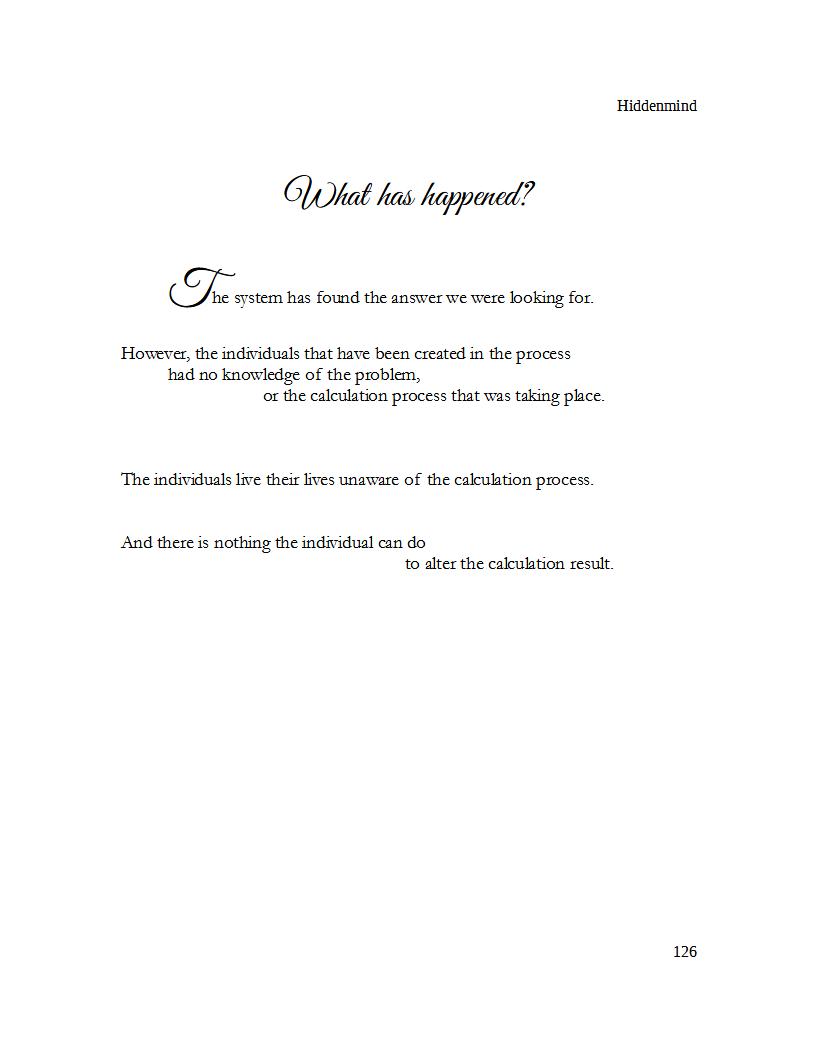 Hiddenmind
What has happened?
The system has found the answer we were looking for.
However, the individuals that have been created in the process
had no knowledge of the problem,
or the calculation process that was taking place.
The individuals live their lives unaware of the calculation process.
And there is nothing the individual can do
to alter the calculation result.
126